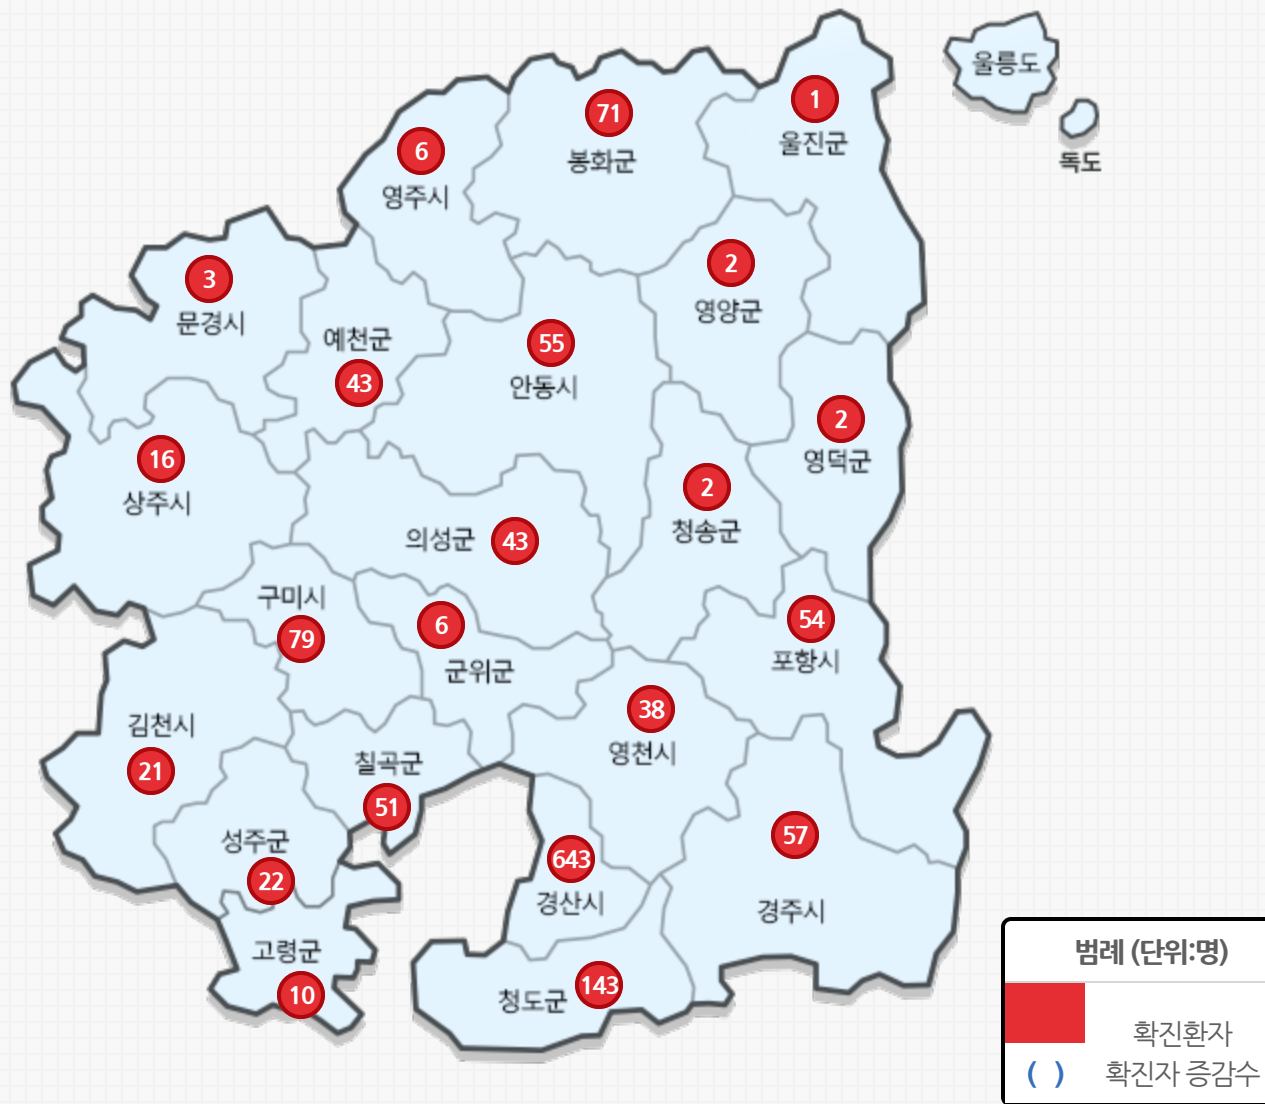 울릉도
독도
1
울진군
71
봉화군
6
영주시
2
영양군
3
문경시
예천군
43
55
안동시
2
영덕군
16
상주시
2
청송군
의성군
43
구미시
79
6
군위군
54
포항시
38
영천시
김천시
21
칠곡군
51
성주군
22
643
경산시
57
경주시
고령군
10
청도군
143
범례 (단위:명)
확진환자
( ) 확진자 증감수